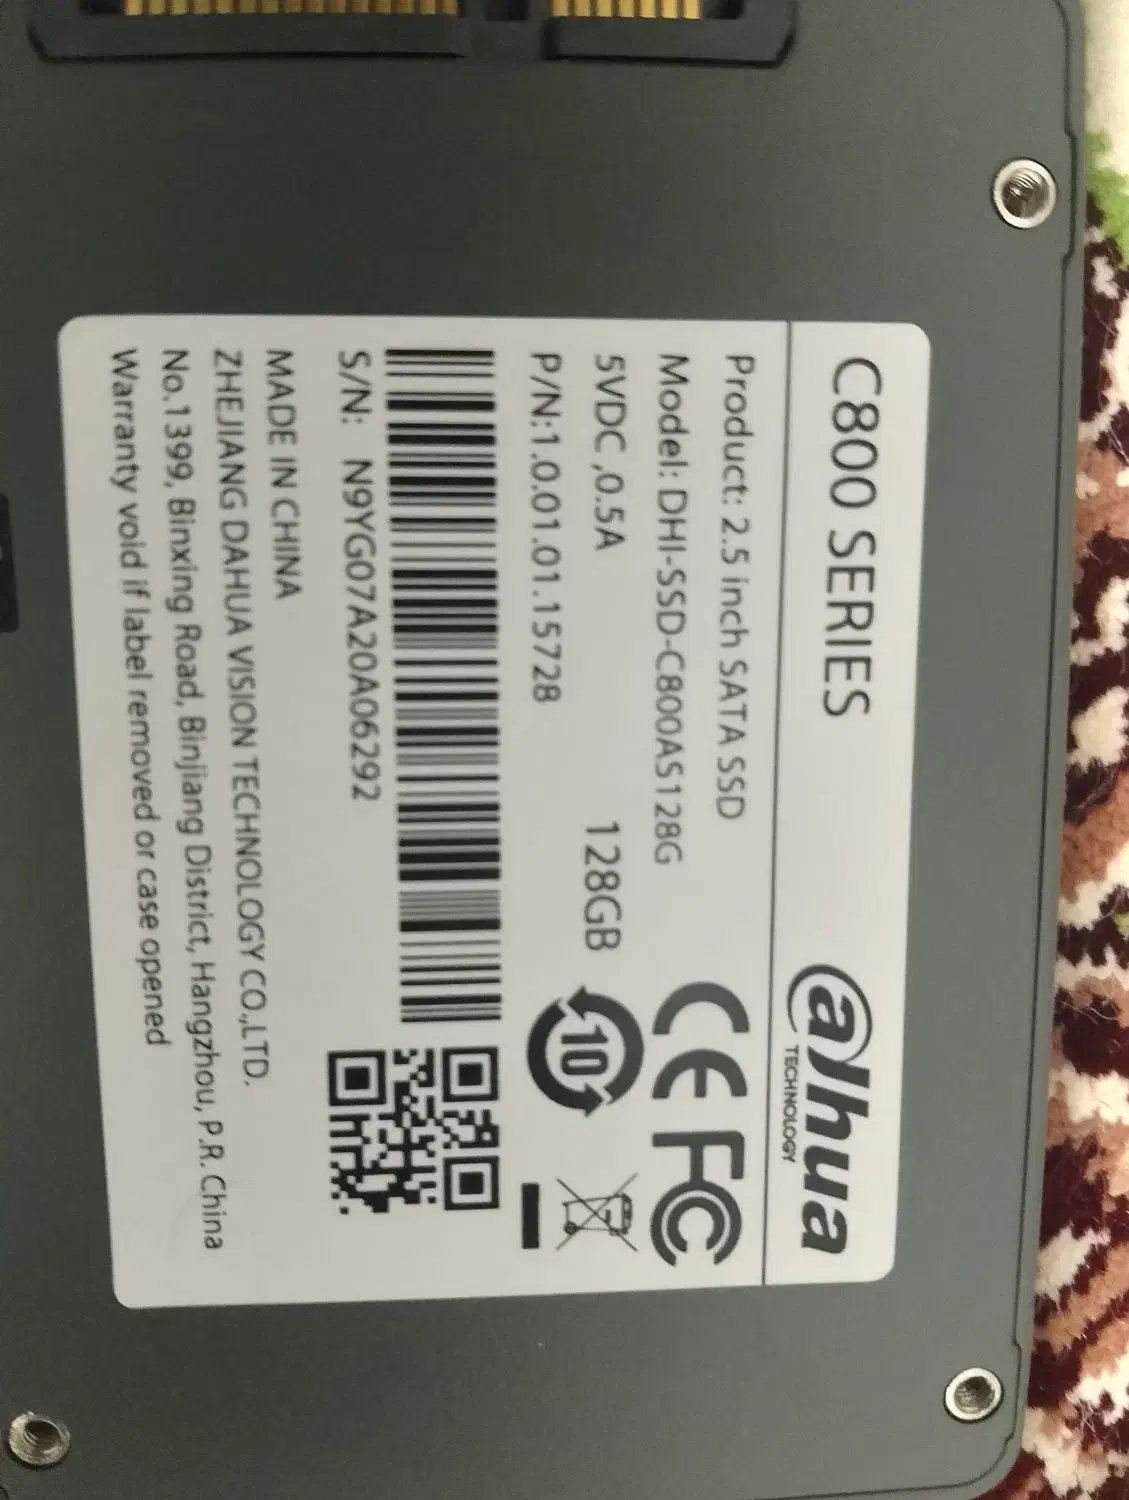 C800 SERIES
alhua
TECHNOLOGY
Product: 2.5 inch SATA SSD
Model: DHI-SSD-C800AS128G
5VDC ,0.5A
128GB
P/N:1.0.01.01.15728
CE FC
10
S/N: N9YG07A20A06292
MADE IN CHINA
ZHEJIANG DAHUA VISION TECHNOLOGY CO.,LTD.
No.1399, Binxing Road, Binjiang District, Hangzhou, P.R. China
Warranty void if label removed or case opened